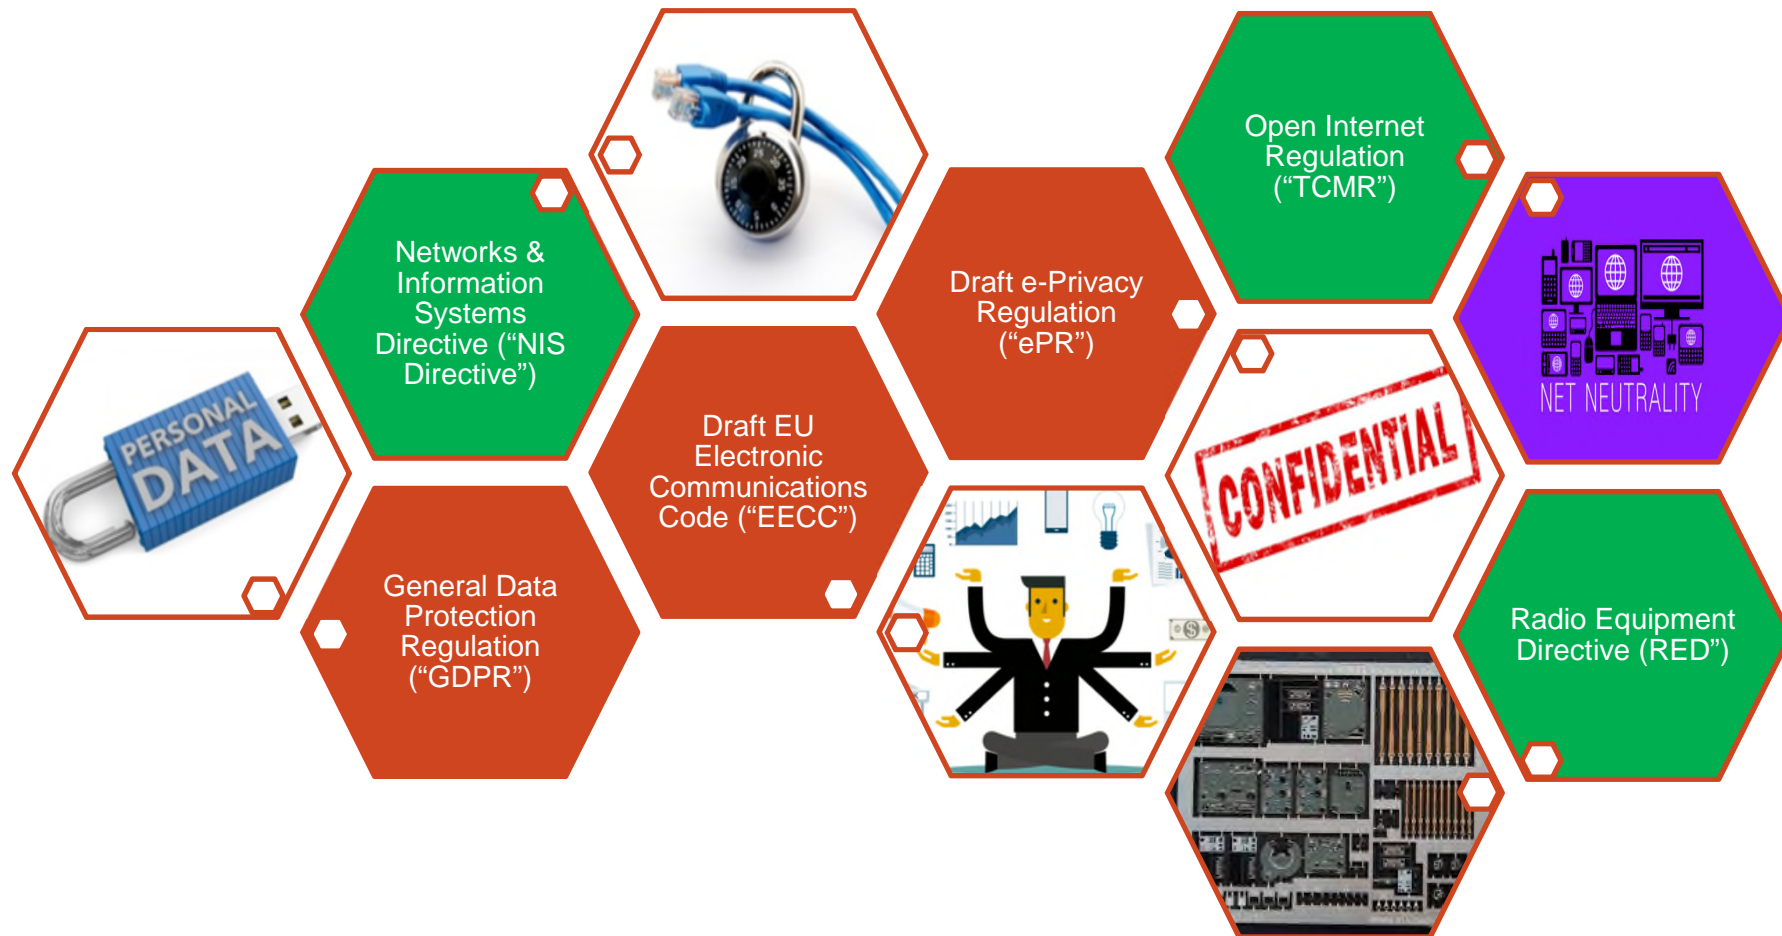 PERSONAL
DATA
Networks &
Information
Systems
Directive (“NIS
Directive”)
General Data
Protection
Regulation
(“GDPR”)
Draft EU
Electronic
Communications
Code (“EECC”)
Draft e-Privacy
Regulation
(“ePR”)
Open Internet
Regulation
(“TCMR”)
CONFIDENTIAL
NET NEUTRALITY
Radio Equipment
Directive (RED”)